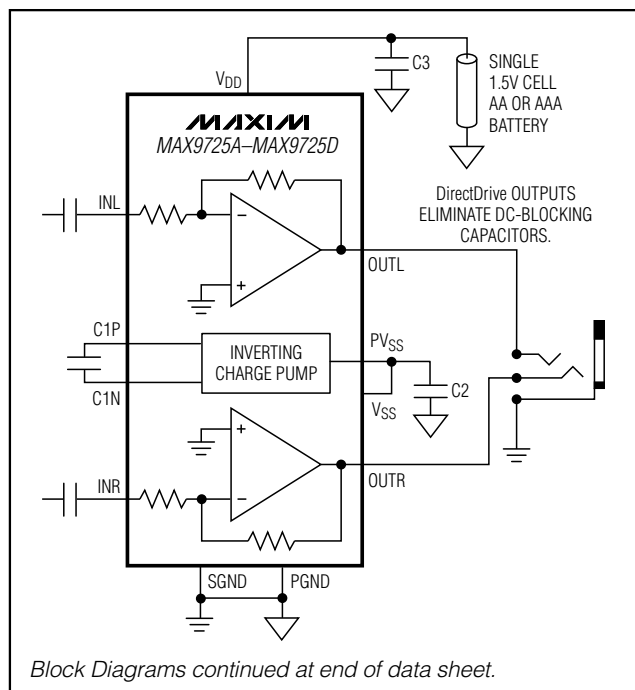 VDD
C3
SINGLE
1.5V CELL
AA OR AAA
BATTERY
MAXIM
MAX9725A–MAX9725D
INL
−
+
DirectDrive OUTPUTS
ELIMINATE DC-BLOCKING
CAPACITORS.
OUTL
C1P
C1N
INVERTING
CHARGE PUMP
PVSS
VSS
C2
+
−
INR
OUTR
SGND
PGND
Block Diagrams continued at end of data sheet.